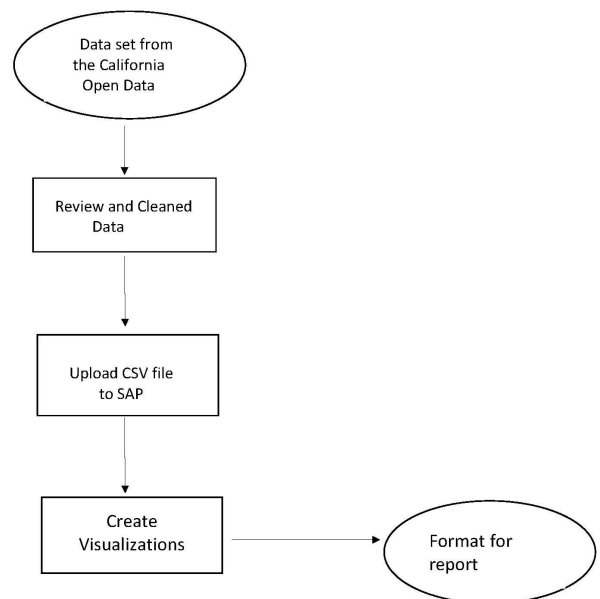 Data set from
the California
Open Data
Review and Cleaned
Data
Upload CSV file
to SAP
Create
Visualizations
Format for
report